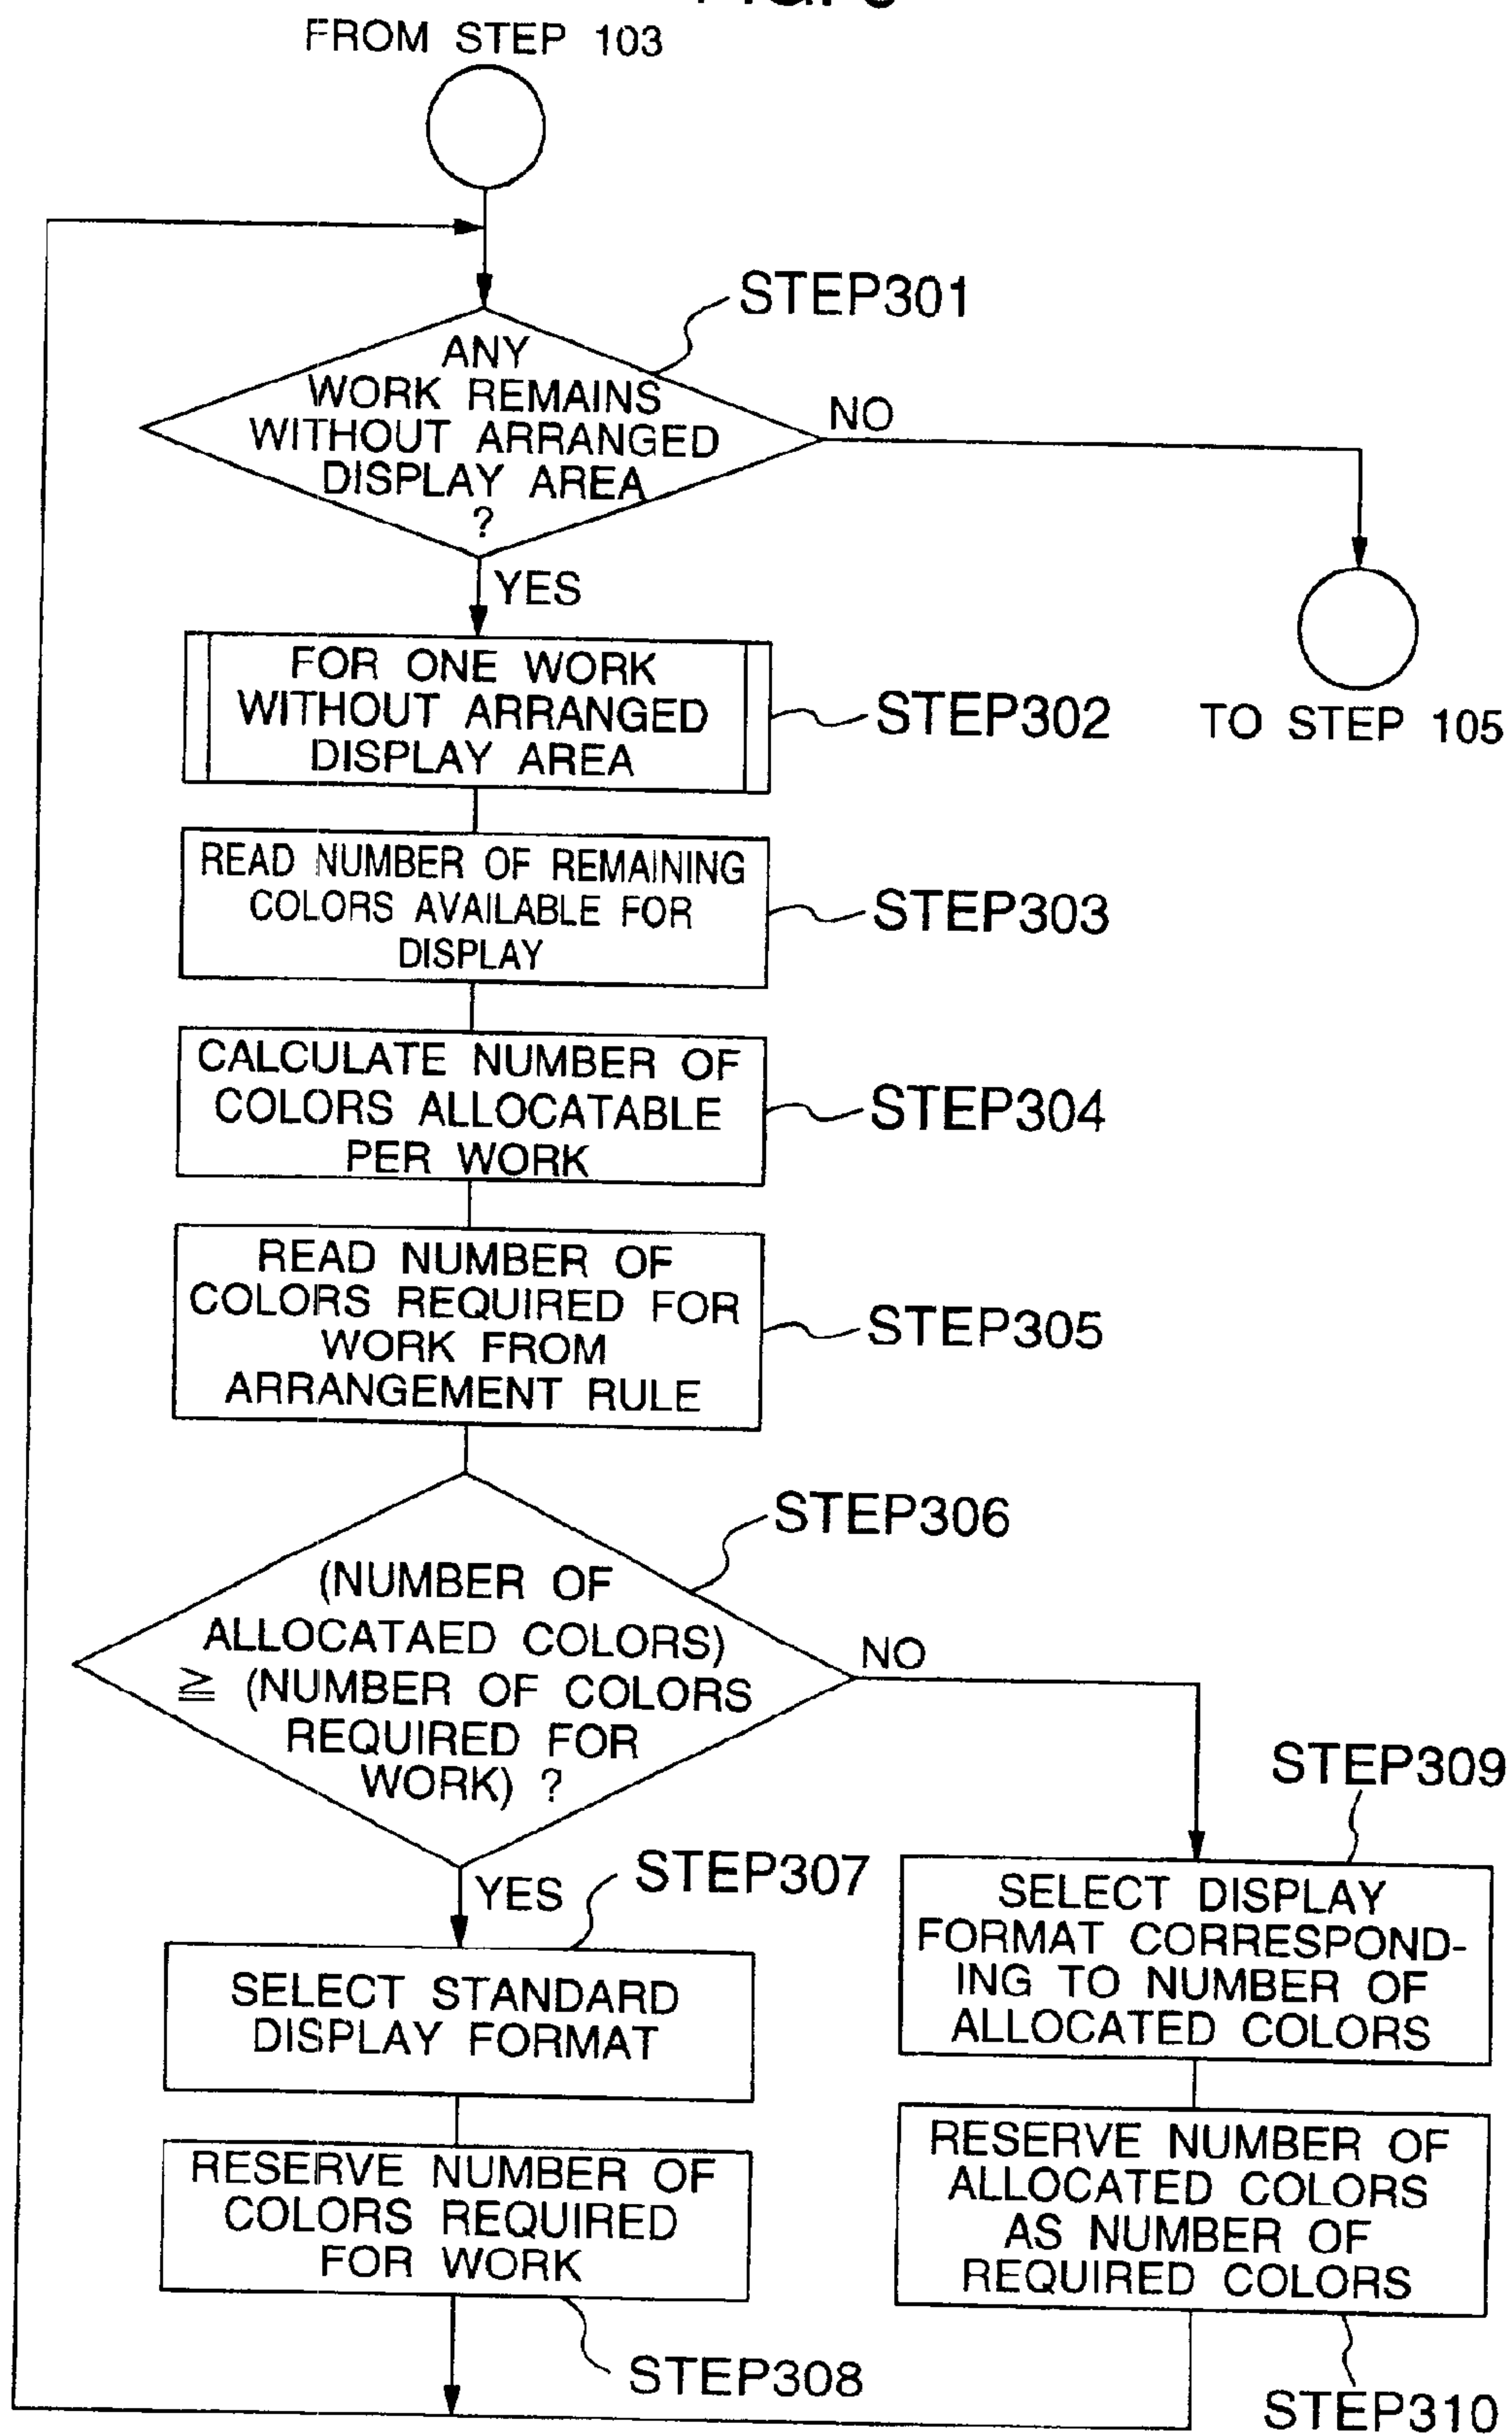 FROM STEP 103
STEP301
ANY
WORK REMAINS
WITHOUT ARRANGED
DISPLAY AREA
?
NO
YES
TO STEP 105
FOR ONE WORK
WITHOUT ARRANGED
DISPLAY AREA
STEP302
READ NUMBER OF REMAINING
COLORS AVAILABLE FOR
DISPLAY
STEP303
CALCULATE NUMBER OF
COLORS ALLOCATABLE
PER WORK
STEP304
READ NUMBER OF
COLORS REQUIRED FOR
WORK FROM
ARRANGEMENT RULE
STEP305
STEP306
(NUMBER OF
ALLOCATAED COLORS)
≧ (NUMBER OF COLORS
REQUIRED FOR
WORK) ?
NO
YES
STEP307
SELECT STANDARD
DISPLAY FORMAT
RESERVE NUMBER OF
COLORS REQUIRED
FOR WORK
STEP308
STEP309
SELECT DISPLAY
FORMAT CORRESPOND-
ING TO NUMBER OF
ALLOCATED COLORS
RESERVE NUMBER OF
ALLOCATED COLORS
AS NUMBER OF
REQUIRED COLORS
STEP310